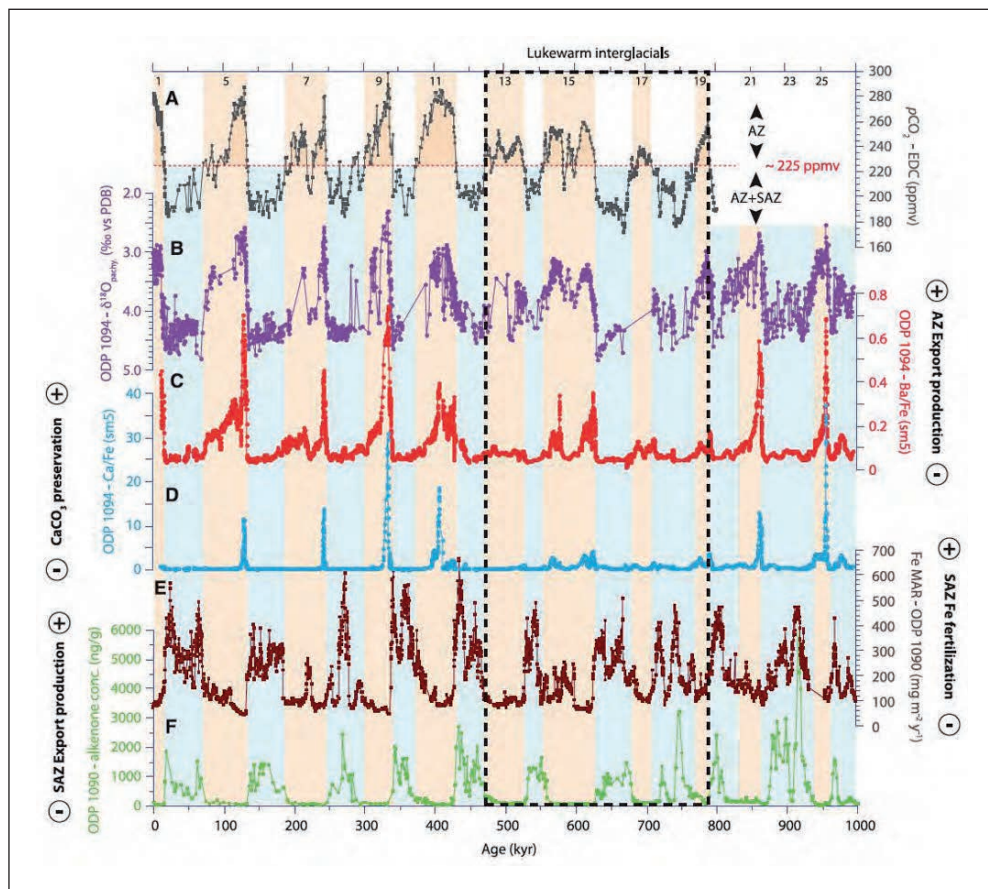 Lukewarm interglacials
1 5 7 9 11 13 15 17 19 21 23 25
A
300
280
260
240
220
200
180
160
pCO2 – EDC (ppmv)
AZ
~ 225 ppmv
AZ+SAZ
2.0
3.0
4.0
5.0
ODP 1094 - δ18Opachy. (‰ vs PDB)
B
0.8
0.6
0.4
0.2
0
ODP 1094 - Ba/Fe (sm5)
+ AZ Export production -
C
40
30
20
10
0
ODP 1094 - Ca/Fe (sm5)
- CaCO3 preservation +
D
700
600
500
400
300
200
100
0
Fe MAR - ODP 1090 (mg m-2 y-1)
+ SAZ Fe fertilization -
E
6000
5000
4000
3000
2000
1000
0
ODP 1090 - alkenone conc. (ng/g)
- SAZ Export production +
F
0 100 200 300 400 500 600 700 800 900 1000
Age (kyr)